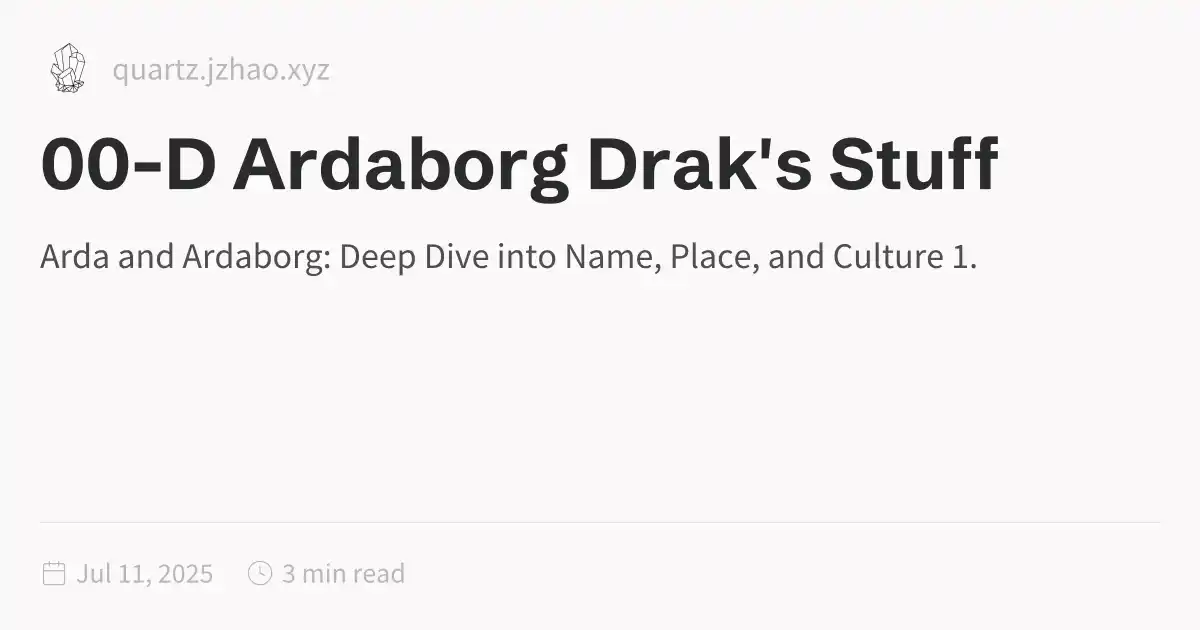 quartz.jzhao.xyz
00-D Ardaborg Drak's Stuff
Arda and Ardaborg: Deep Dive into Name, Place, and Culture 1.
Jul 11, 2025 3 min read